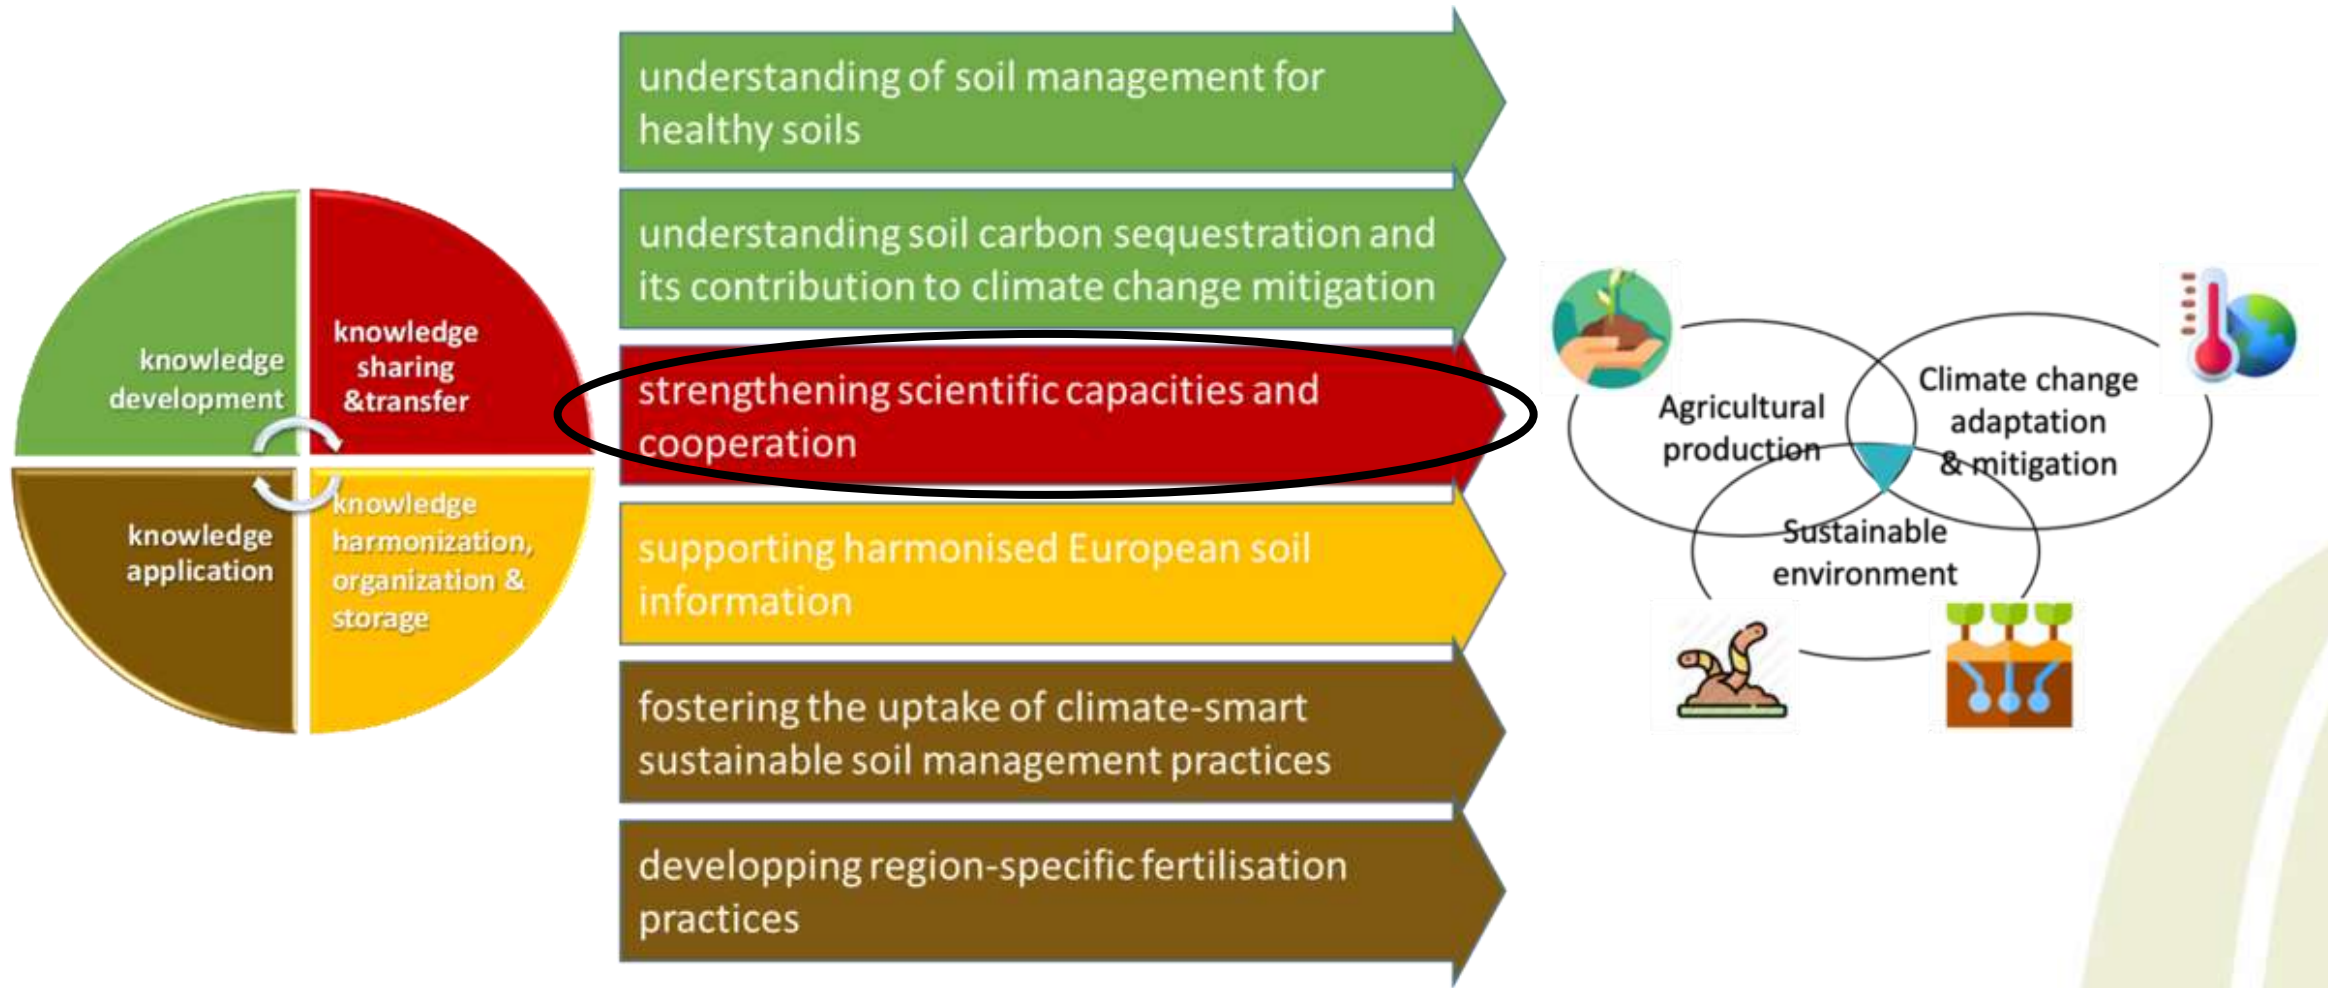 knowledge
development
knowledge
sharing
&transfer
knowledge
application
knowledge
harmonization,
organization &
storage
understanding of soil management for
healthy soils
understanding soil carbon sequestration and
its contribution to climate change mitigation
strengthening scientific capacities and
cooperation
supporting harmonised European soil
information
fostering the uptake of climate-smart
sustainable soil management practices
developping region-specific fertilisation
practices
Agricultural
production
Climate change
adaptation
& mitigation
Sustainable
environment